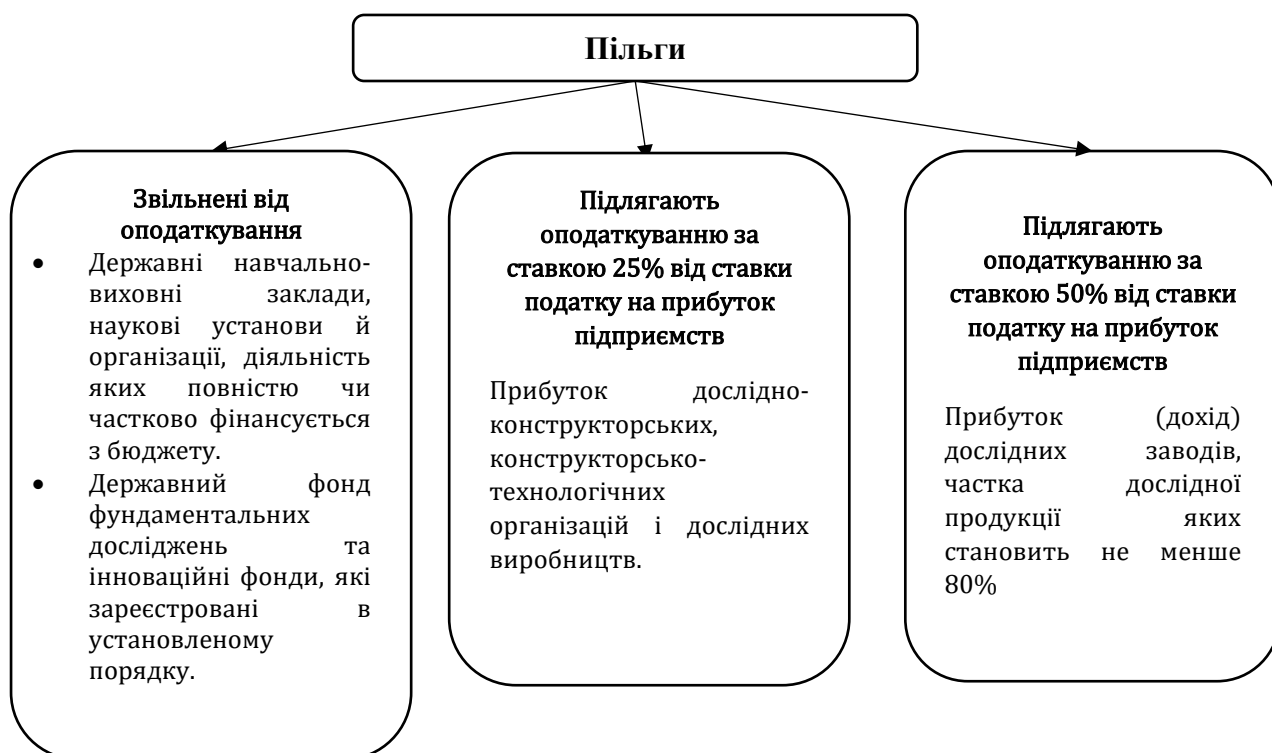 Пільги
Звільнені від
оподаткування
• Державні навчально-
виховні заклади,
наукові установи й
організації, діяльність
яких повністю чи
частково фінансується
з бюджету.
• Державний фонд
фундаментальних
досліджень та
інноваційні фонди, які
зареєстровані в
установленому
порядку.
Підлягають
оподаткуванню за
ставкою 25% від ставки
податку на прибуток
підприємств
Прибуток дослідно-
конструкторських,
конструкторсько-
технологічних
організацій і дослідних
виробництв.
Підлягають
оподаткуванню за
ставкою 50% від ставки
податку на прибуток
підприємств
Прибуток (дохід)
дослідних заводів,
частка дослідної
продукції яких
становить не менше
80%